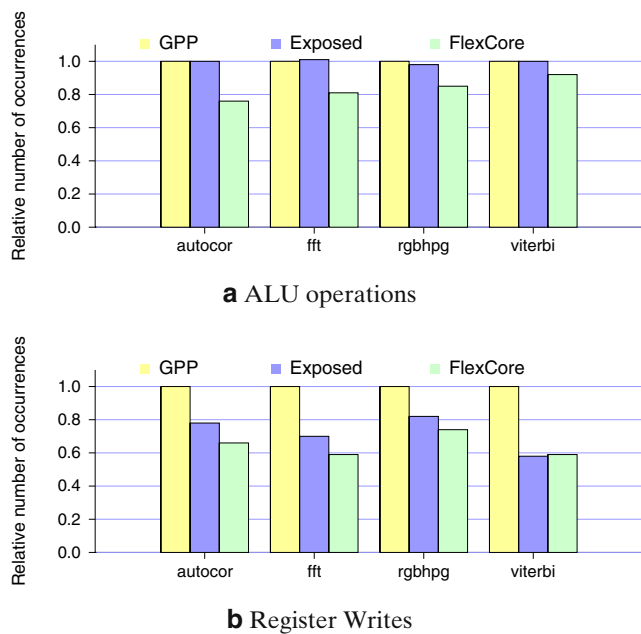 GPP Exposed FlexCore
Relative number of occurrences
1.0
0.8
0.6
0.4
0.2
0.0
autocor fft rgbhpg viterbi
a ALU operations
GPP Exposed FlexCore
Relative number of occurrences
1.0
0.8
0.6
0.4
0.2
0.0
autocor fft rgbhpg viterbi
b Register Writes